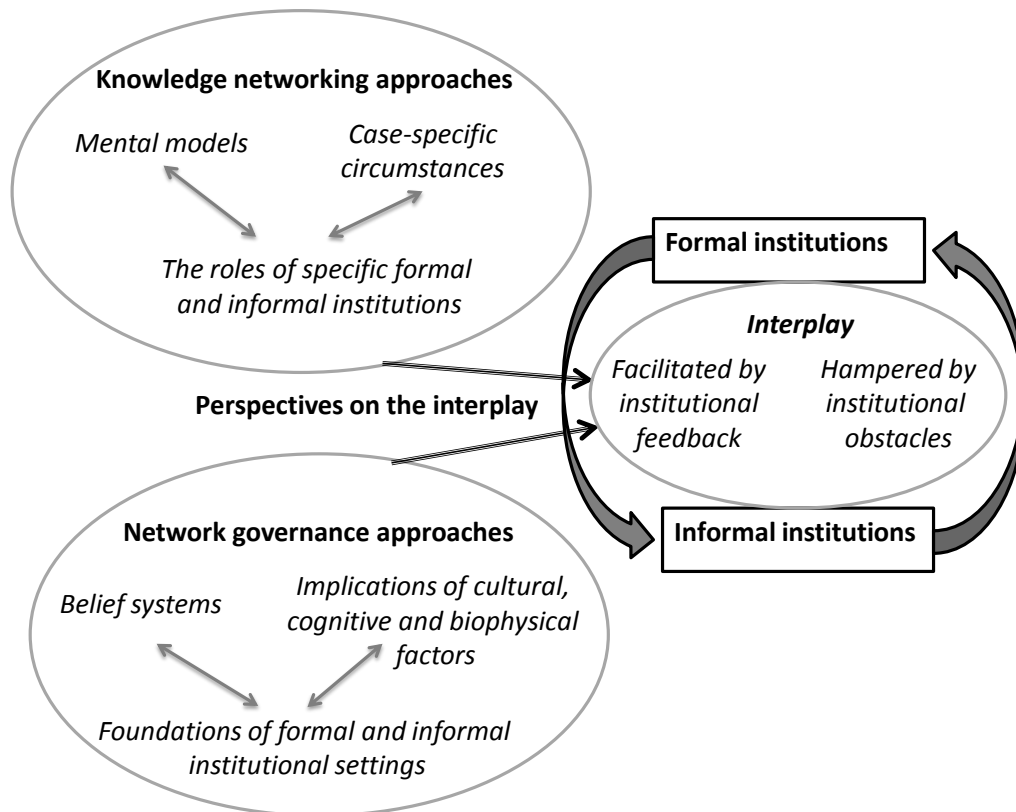 Knowledge networking approaches
Mental models
Case-specific
circumstances
The roles of specific formal
and informal institutions
Perspectives on the interplay
Network governance approaches
Belief systems
Implications of cultural,
cognitive and biophysical
factors
Foundations of formal and informal
institutional settings
Formal institutions
Interplay
Facilitated by
institutional
feedback
Hampered by
institutional
obstacles
Informal institutions